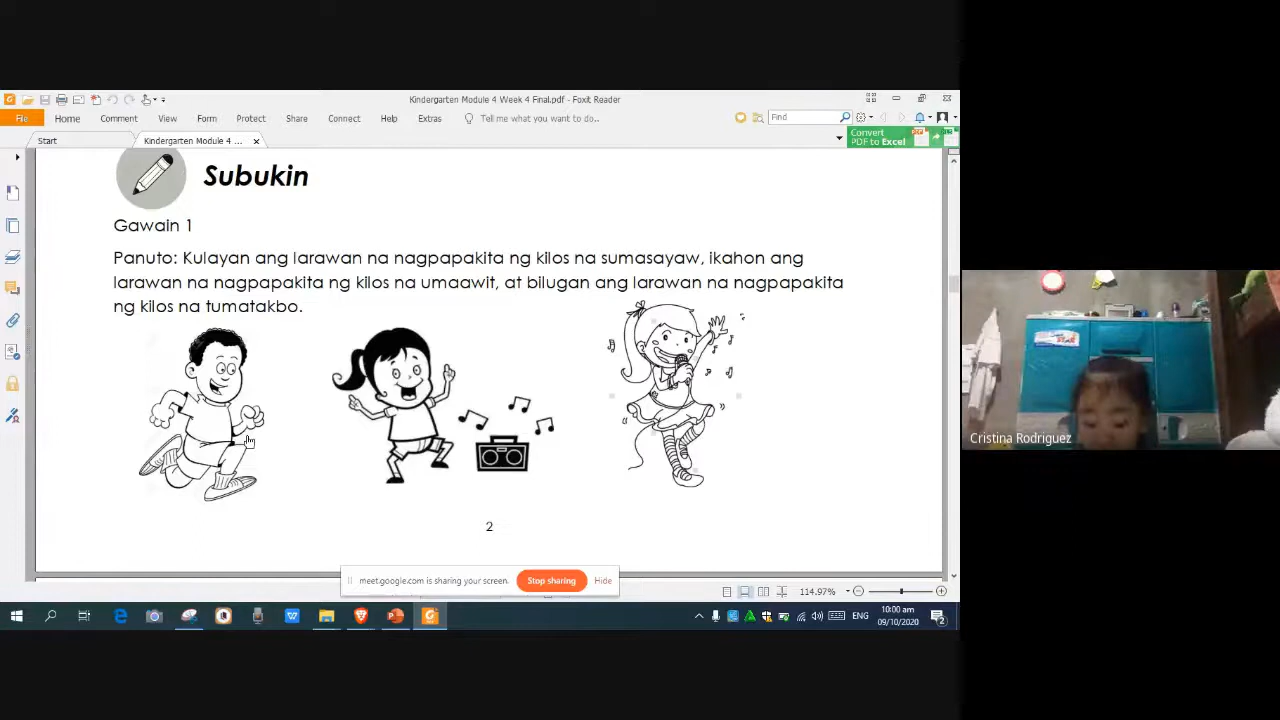 Kindergarten Module 4 Week 4 Final.pdf - Foxit Reader
File Home Comment View Form Protect Share Connect Help Extras Tell me what you want to do.. Find
Start Kindergarten Module 4 ... Convert
PDF to Excel
Subukin
Gawain 1
Panuto: Kulayan ang larawan na nagpapakita ng kilos na sumasayaw, ikahon ang
larawan na nagpapakita ng kilos na umaawit, at bilugan ang larawan na nagpapakita
ng kilos na tumatakbo.
2
meet.google.com is sharing your screen. Stop sharing Hide
114.97%
ENG 10:00 am
09/10/2020
2
Cristina Rodriguez